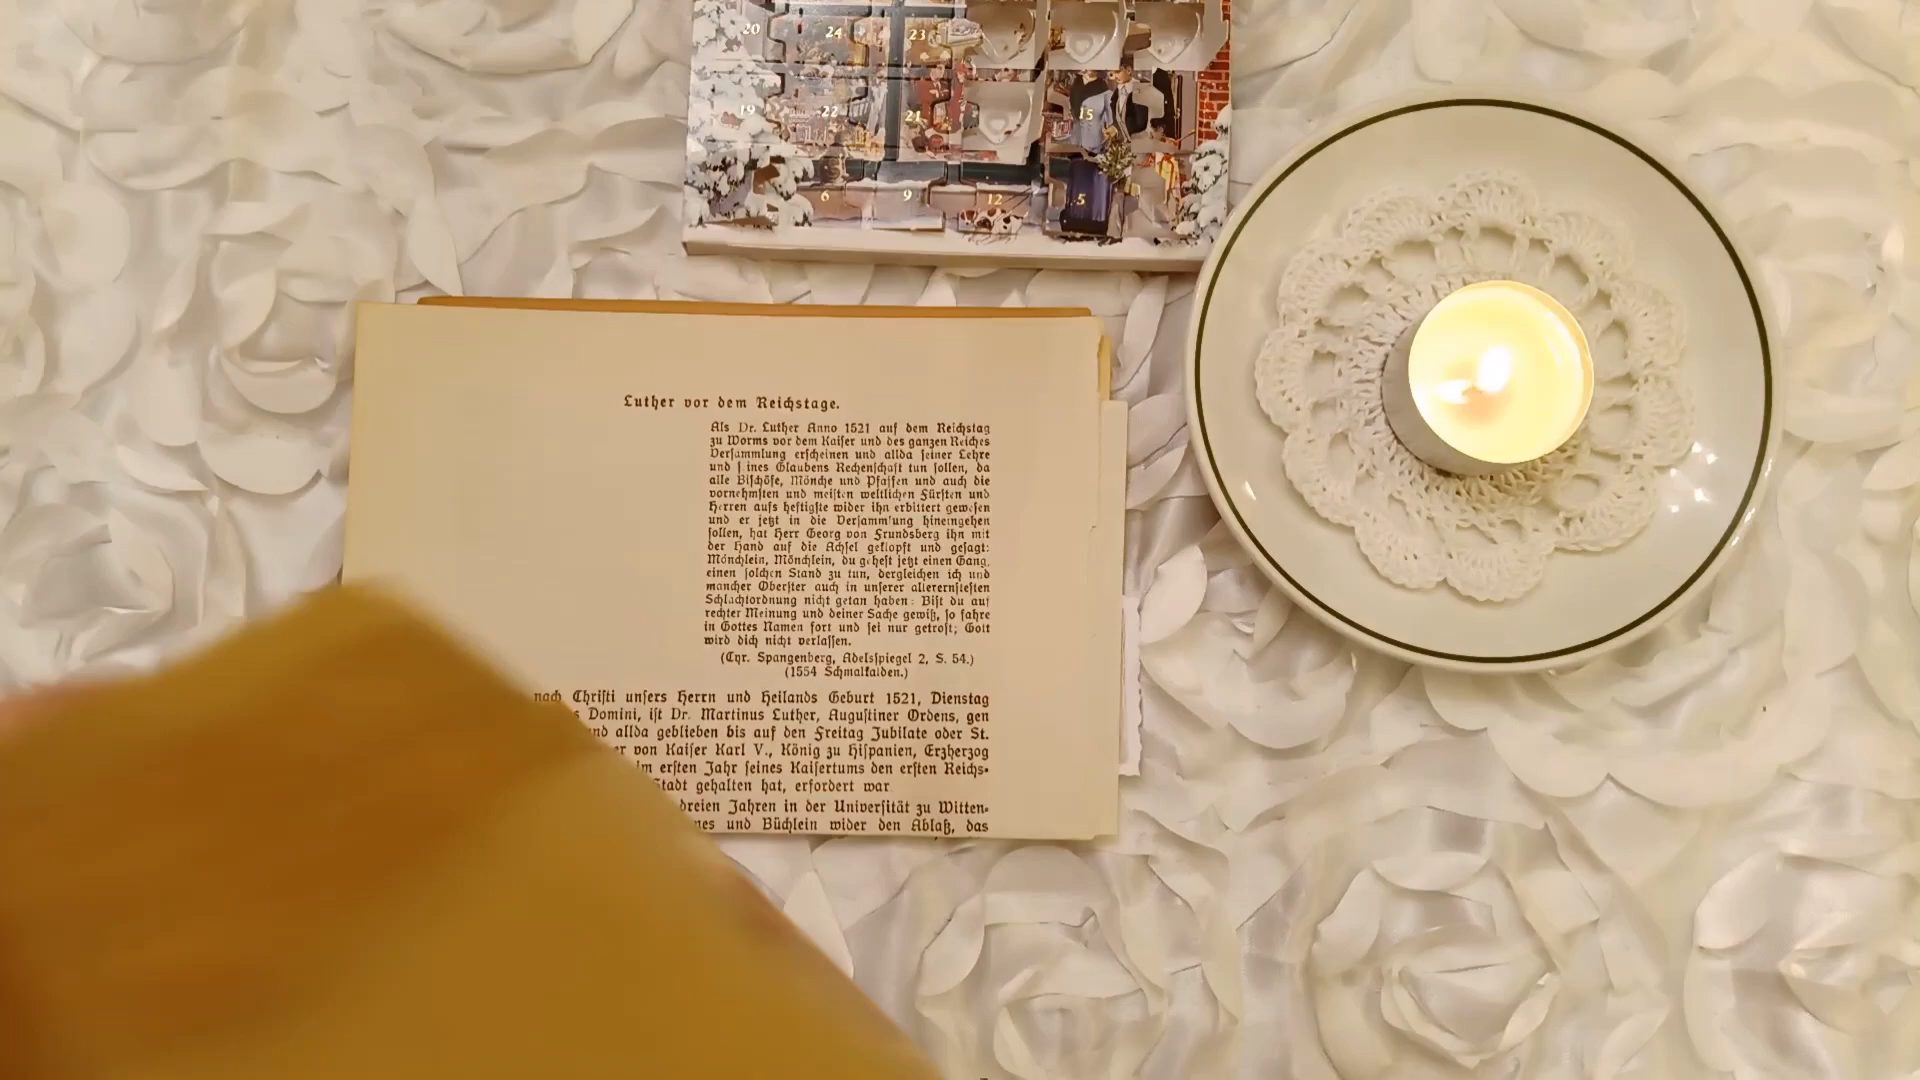 20 24 23
19 22 21 15
6 9 12 5
Luther vor dem Reichstage.
Als Dr. Luther Anno 1521 auf dem Reichstag
zu Worms vor dem Kaiſer und des ganzen Reiches
Verſammlung erſcheinen und allda ſeiner Lehre
und ſ ines Glaubens Rechenſchaft tun ſollen, da
alle Biſchöfe, Mönche und Pfaffen und auch die
vornehmſten und meiſten weltlichen Fürſten und
Herren aufs heftigſte wider ihn erbittert geweſen
und er jetzt in die Verſamm'ung hineingehen
ſollen, hat Herr Georg von Frundsberg ihn mit
der Hand auf die Achſel geklopft und geſagt:
Mönchlein, Mönchlein, du geheſt jetzt einen Gang,
einen ſolchen Stand zu tun, dergleichen ich und
mancher Oberſter auch in unſerer allerernſteſten
Schlachtordnung nicht getan haben: Biſt du auf
rechter Meinung und deiner Sache gewiß, ſo fahre
in Gottes Namen fort und ſei nur getroſt; Gott
wird dich nicht verlaſſen.
(Cyr. Spangenberg, Adelsſpiegel 2, S. 54.)
(1554 Schmalkalden.)
nach Chriſti unſers Herrn und Heilands Geburt 1521, Dienstag
Domini, iſt Dr. Martinus Luther, Auguſtiner Ordens, gen
und allda geblieben bis auf den Freitag Jubilate oder St.
von Kaiſer Karl V., König zu Hiſpanien, Erzherzog
im erſten Jahr ſeines Kaiſertums den erſten Reichs-
Stadt gehalten hat, erfordert war
dreien Jahren in der Univerſität zu Witten-
und Büchlein wider den Ablaß, das